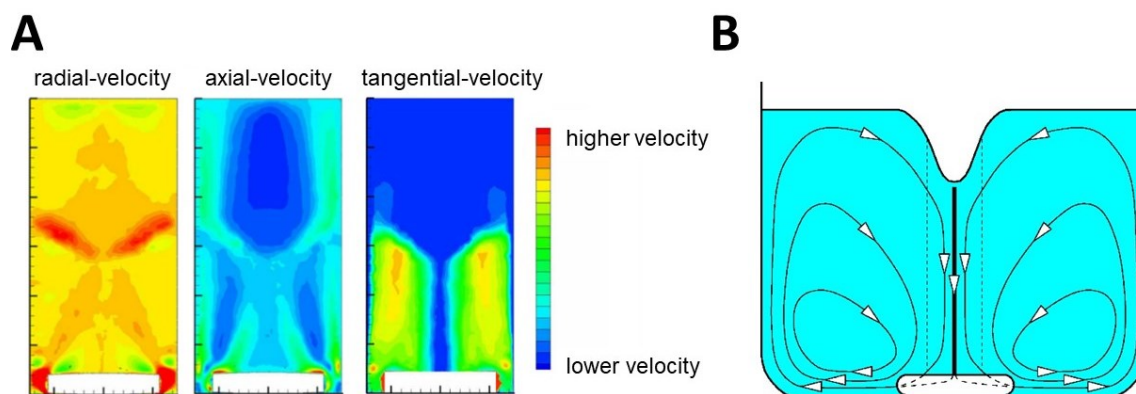 A
B
radial-velocity
axial-velocity
tangential-velocity
higher velocity
lower velocity